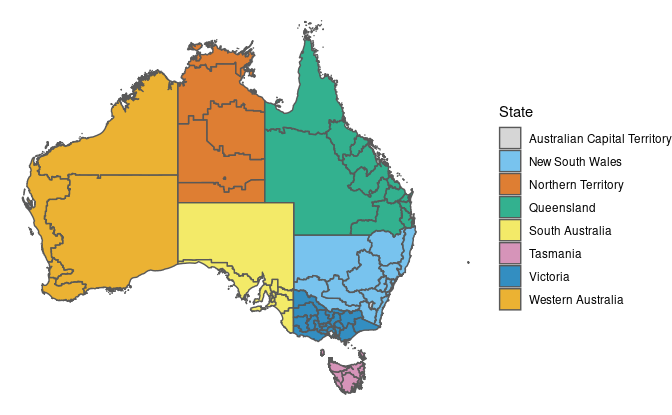 State
Australian Capital Territory
New South Wales
Northern Territory
Queensland
South Australia
Tasmania
Victoria
Western Australia